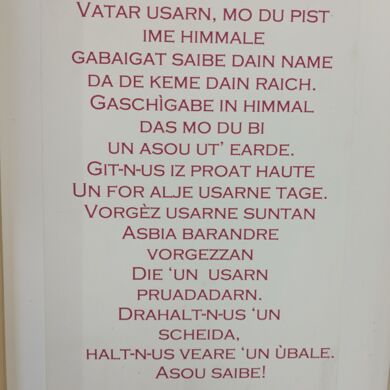 Vatar usarn, mo du pist
ime himmale
gabaigat saibe dain name
da de keme dain raich.
Gaschìgabe in himmal
das mo du bi
un asou ut' earde.
Git-n-us iz proat haute
Un for alje usarne tage.
Vorgèz usarne suntan
Asbia barandre
vorgezzan
Die 'un usarn
pruadadarn.
Drahalt-n-us 'un
scheida,
halt-n-us veare 'un ùbale.
Asou saibe!